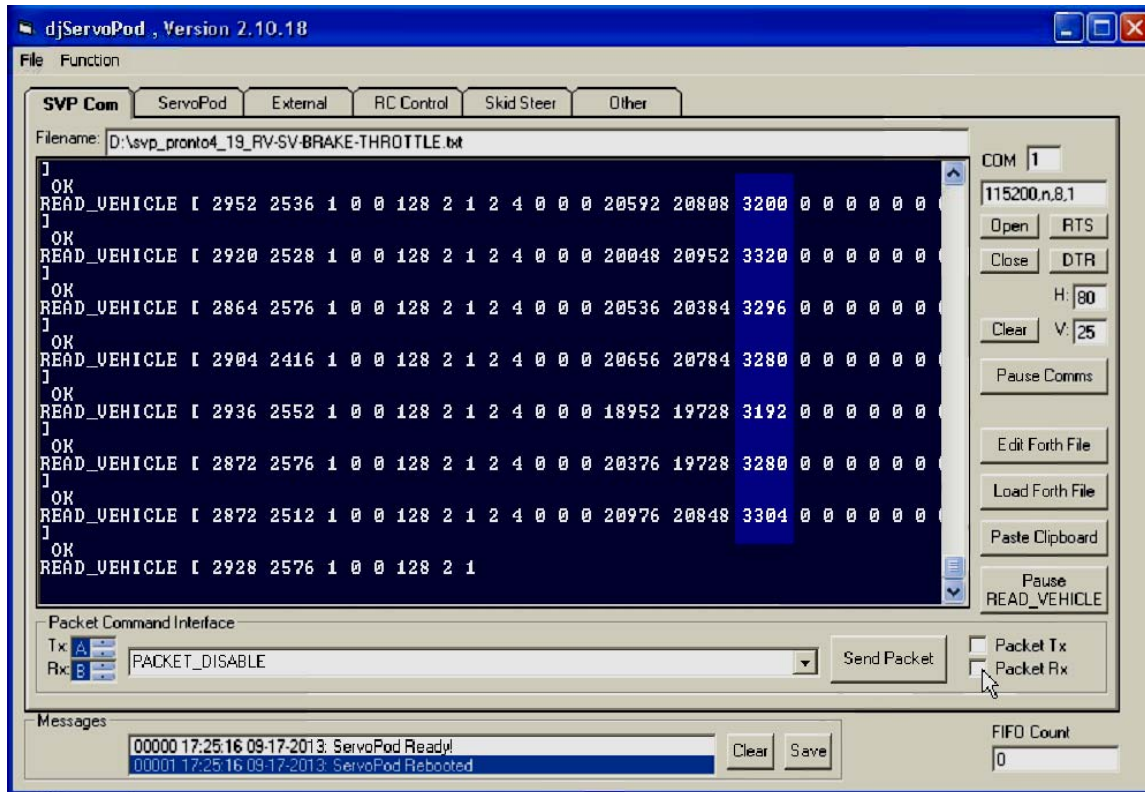 djServoPod , Version 2.10.18
File Function
SVP Com ServoPod External RC Control Skid Steer Other
Filename: D:\svp_pronto4_19_RV-SV-BRAKE-THROTTLE.txt
]
OK
READ_VEHICLE [ 2952 2536 1 0 0 128 2 1 2 4 0 0 0 20592 20808 3200 0 0 0 0 0 0
]
OK
READ_VEHICLE [ 2920 2528 1 0 0 128 2 1 2 4 0 0 0 20048 20952 3320 0 0 0 0 0 0
]
OK
READ_VEHICLE [ 2864 2576 1 0 0 128 2 1 2 4 0 0 0 20536 20384 3296 0 0 0 0 0 0
]
OK
READ_VEHICLE [ 2904 2416 1 0 0 128 2 1 2 4 0 0 0 20656 20784 3280 0 0 0 0 0 0
]
OK
READ_VEHICLE [ 2936 2552 1 0 0 128 2 1 2 4 0 0 0 18952 19728 3192 0 0 0 0 0 0
]
OK
READ_VEHICLE [ 2872 2576 1 0 0 128 2 1 2 4 0 0 0 20376 19728 3280 0 0 0 0 0 0
]
OK
READ_VEHICLE [ 2872 2512 1 0 0 128 2 1 2 4 0 0 0 20976 20848 3304 0 0 0 0 0 0
]
OK
READ_VEHICLE [ 2928 2576 1 0 0 128 2 1
COM 1
115200,n,8,1
Open RTS
Close DTR
H: 80
Clear V: 25
Pause Comms
Edit Forth File
Load Forth File
Paste Clipboard
Pause
READ_VEHICLE
Packet Command Interface
Tx: A
Rx: B
PACKET_DISABLE
Send Packet
Packet Tx
Packet Rx
Messages
00000 17:25:16 09-17-2013: ServoPod Ready!
00001 17:25:16 09-17-2013: ServoPod Rebooted
Clear Save
FIFO Count
0